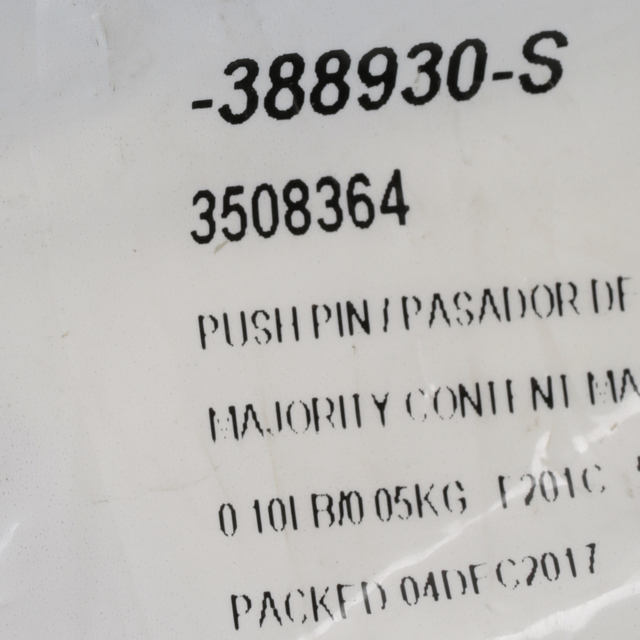 -388930-S
3508364
PUSH PIN / PASADOR DE
MAJORITY CONTENT MA
0.10LB/0.05KG F201C
PACKED 04DEC2017